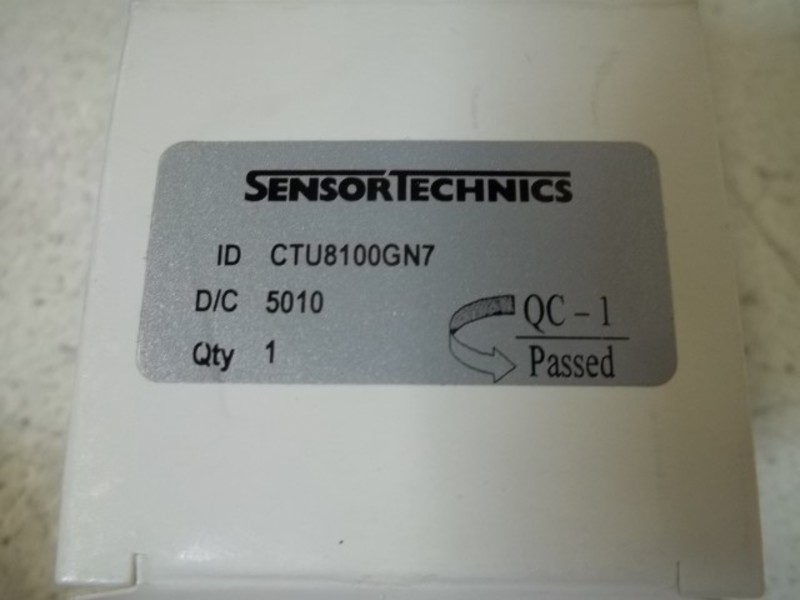 SENSORTECHNICS
ID CTU8100GN7
D/C 5010
Qty 1
QC - 1
Passed